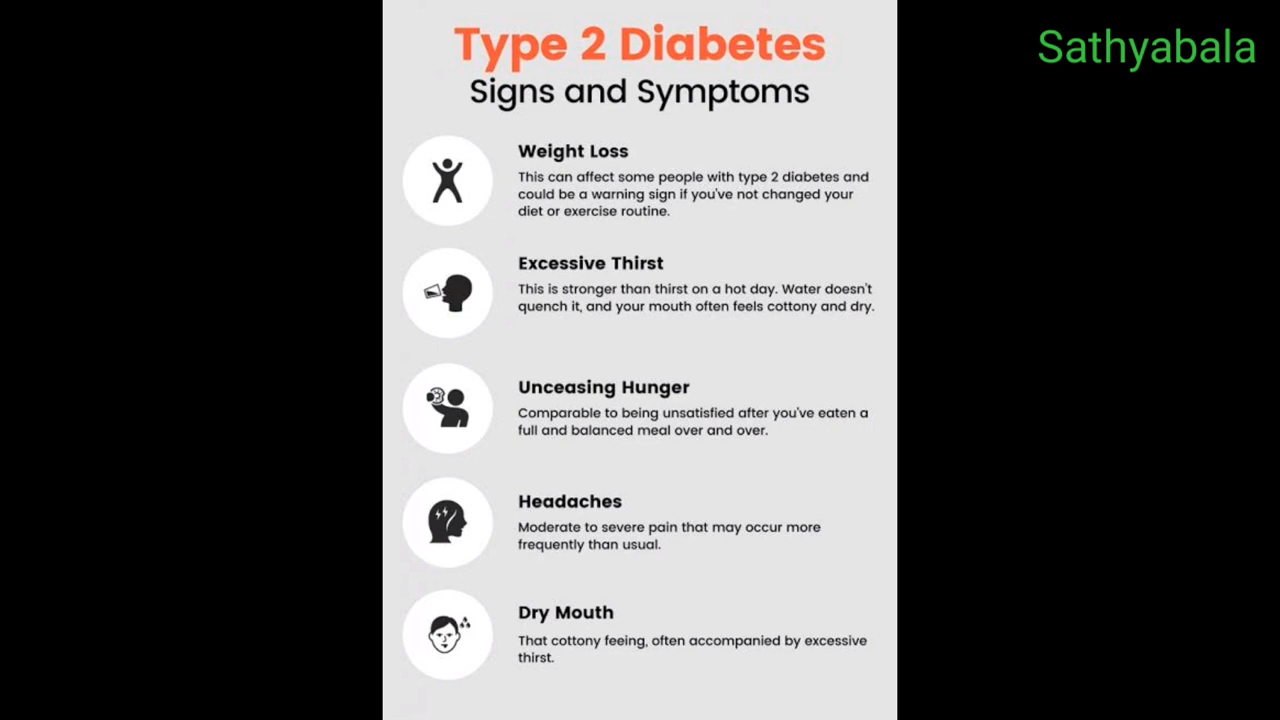 Type 2 Diabetes
Signs and Symptoms
Sathyabala
Weight Loss
This can affect some people with type 2 diabetes and
could be a warning sign if you've not changed your
diet or exercise routine.
Excessive Thirst
This is stronger than thirst on a hot day. Water doesn't
quench it, and your mouth often feels cottony and dry.
Unceasing Hunger
Comparable to being unsatisfied after you've eaten a
full and balanced meal over and over.
Headaches
Moderate to severe pain that may occur more
frequently than usual.
Dry Mouth
That cottony feeing, often accompanied by excessive
thirst.